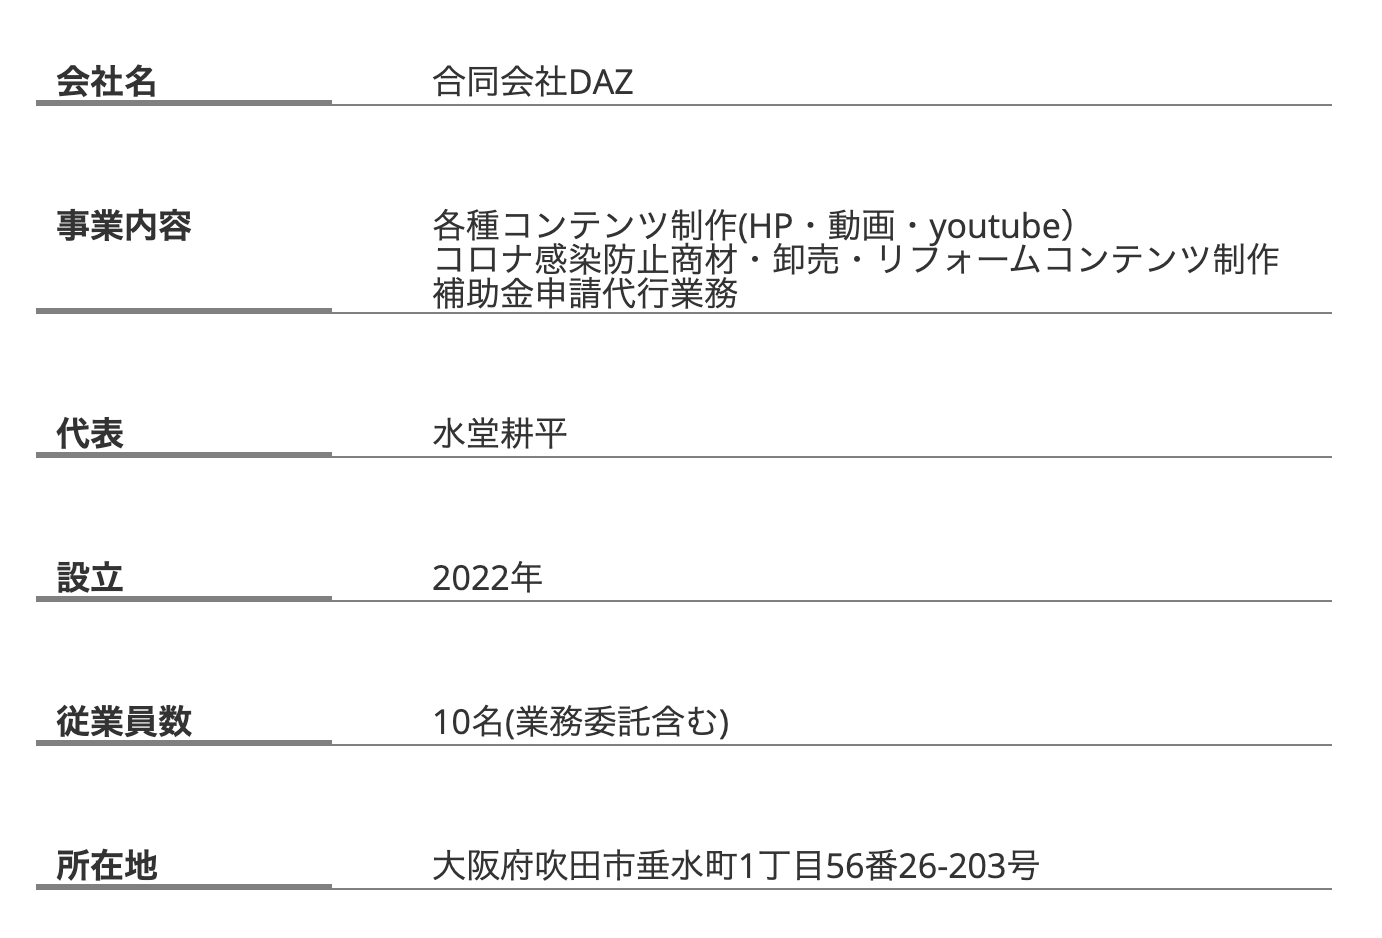 会社名
合同会社DAZ
事業内容
各種コンテンツ制作(HP・動画・youtube）
コロナ感染防止商材・卸売・リフォームコンテンツ制作
補助金申請代行業務
代表
水堂耕平
設立
2022年
従業員数
10名(業務委託含む)
所在地
大阪府吹田市垂水町1丁目56番26-203号